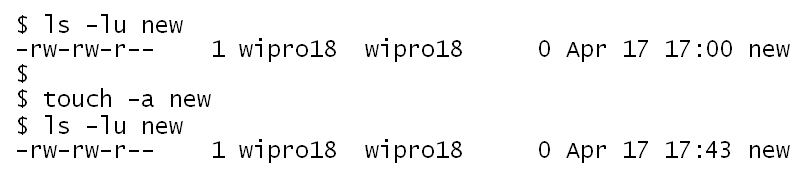 $ ls –lu new
-rw-rw-r--    1 wipro18  wipro18     0 Apr 17 17:00 new
$
$ touch –a new
$ ls –lu new
-rw-rw-r--    1 wipro18  wipro18     0 Apr 17 17:43 new